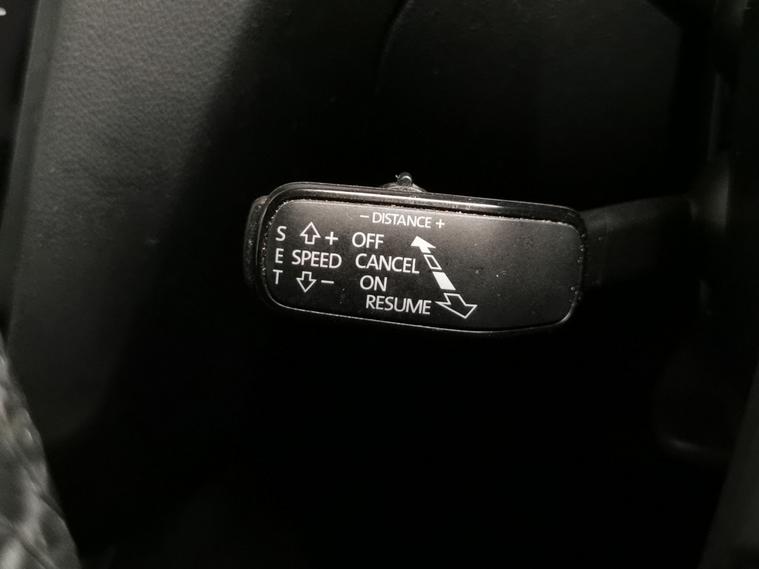 – DISTANCE +
S + OFF
E SPEED CANCEL
T – ON
RESUME